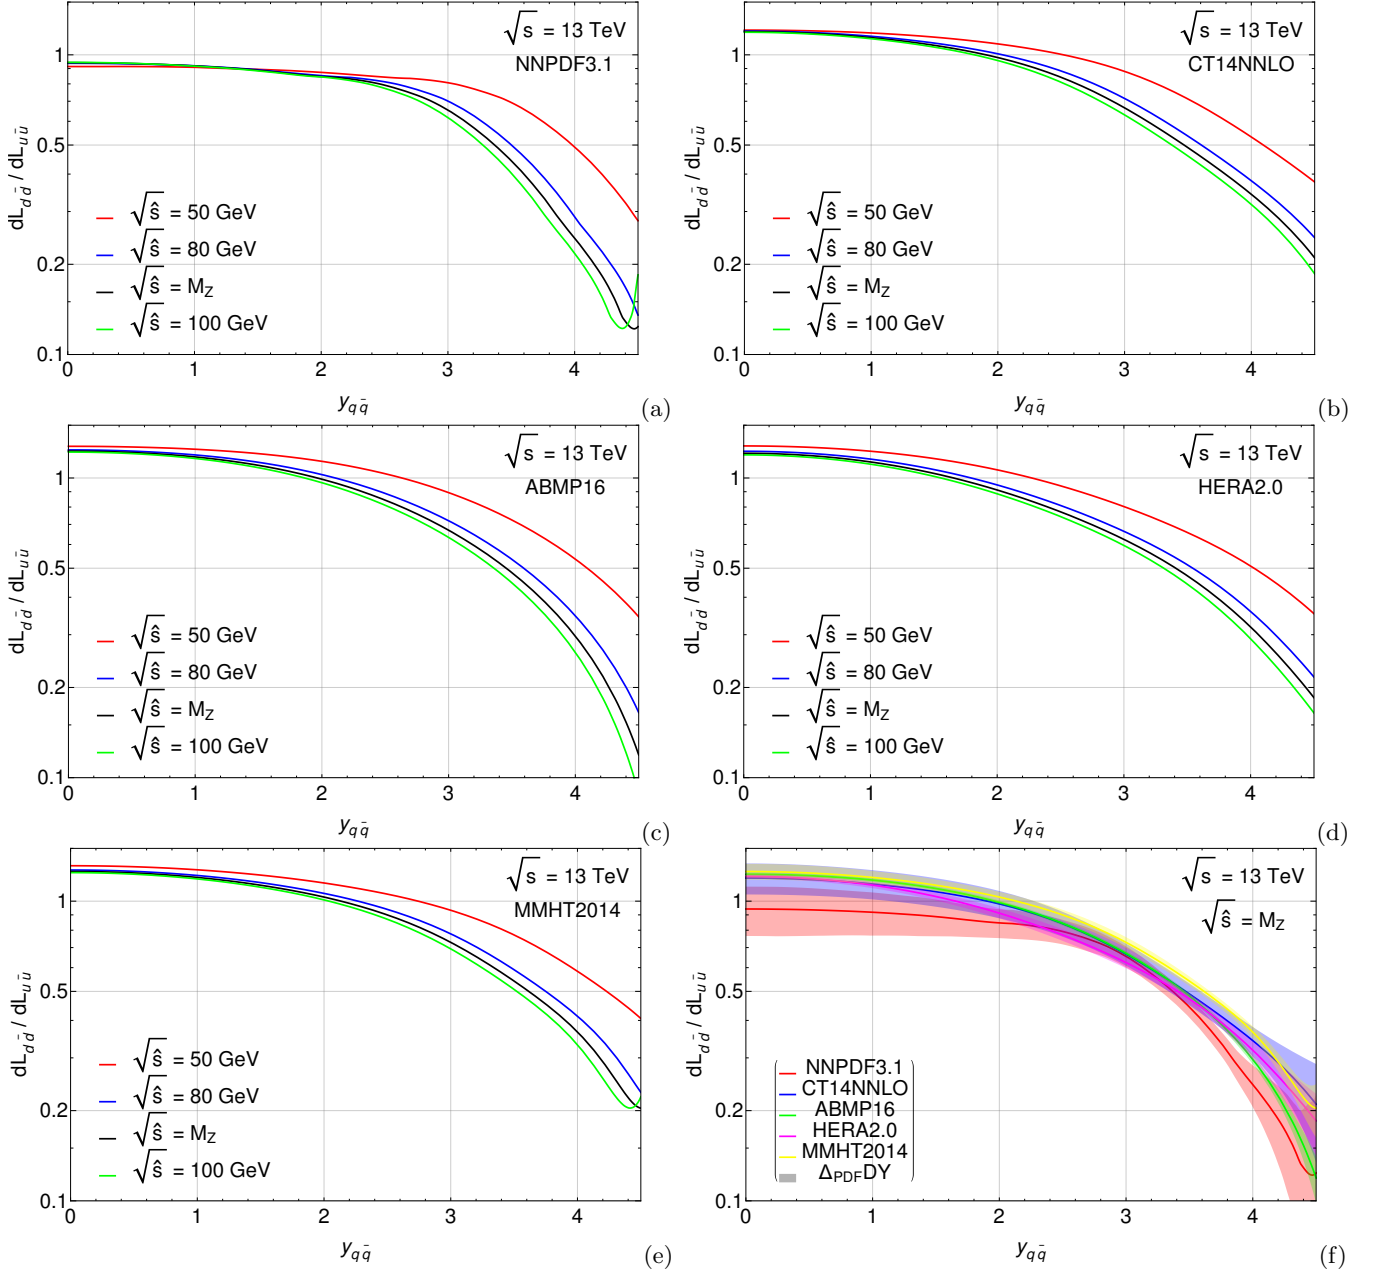 √s = 13 TeV
NNPDF3.1
dL_{d d̄} / dL_{u ū}
1
0.5
0.2
0.1
√ŝ = 50 GeV
√ŝ = 80 GeV
√ŝ = M_Z
√ŝ = 100 GeV
0 1 2 3 4
y_{q q̄}
(a)
√s = 13 TeV
CT14NNLO
dL_{d d̄} / dL_{u ū}
1
0.5
0.2
0.1
√ŝ = 50 GeV
√ŝ = 80 GeV
√ŝ = M_Z
√ŝ = 100 GeV
0 1 2 3 4
y_{q q̄}
(b)
√s = 13 TeV
ABMP16
dL_{d d̄} / dL_{u ū}
1
0.5
0.2
0.1
√ŝ = 50 GeV
√ŝ = 80 GeV
√ŝ = M_Z
√ŝ = 100 GeV
0 1 2 3 4
y_{q q̄}
(c)
√s = 13 TeV
HERA2.0
dL_{d d̄} / dL_{u ū}
1
0.5
0.2
0.1
√ŝ = 50 GeV
√ŝ = 80 GeV
√ŝ = M_Z
√ŝ = 100 GeV
0 1 2 3 4
y_{q q̄}
(d)
√s = 13 TeV
MMHT2014
dL_{d d̄} / dL_{u ū}
1
0.5
0.2
0.1
√ŝ = 50 GeV
√ŝ = 80 GeV
√ŝ = M_Z
√ŝ = 100 GeV
0 1 2 3 4
y_{q q̄}
(e)
√s = 13 TeV
√ŝ = M_Z
dL_{d d̄} / dL_{u ū}
1
0.5
0.2
0.1
NNPDF3.1
CT14NNLO
ABMP16
HERA2.0
MMHT2014
Δ_{PDF}DY
0 1 2 3 4
y_{q q̄}
(f)